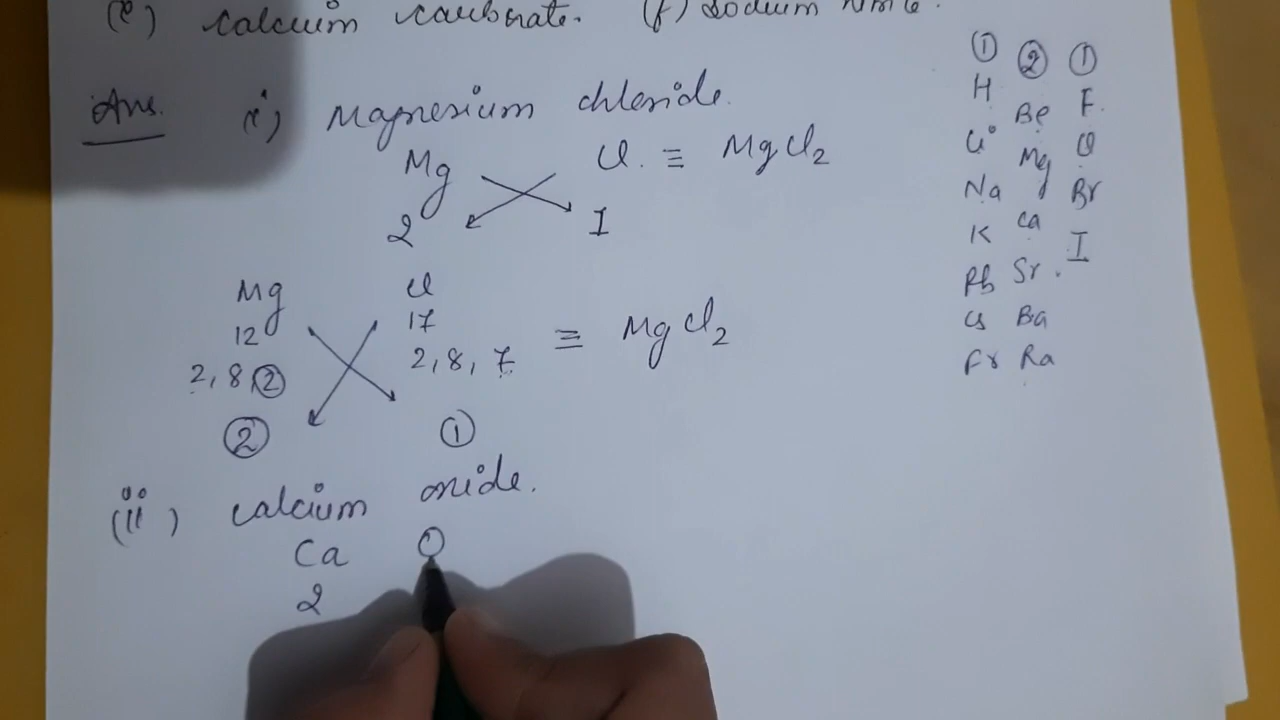 (e) calcium carbonate. (f) Sodium
Ans. (i) Magnesium chloride.
Mg Cl ≡ MgCl2
2 I
Mg Cl
12 17
2,8,2 2,8,7 ≡ MgCl2
2 1
(ii) calcium oxide.
Ca O
2
1 2 1
H Be F
Li Mg Cl
Na Ca Br
K Sr I
Rb Ba
Cs Ra
Fr